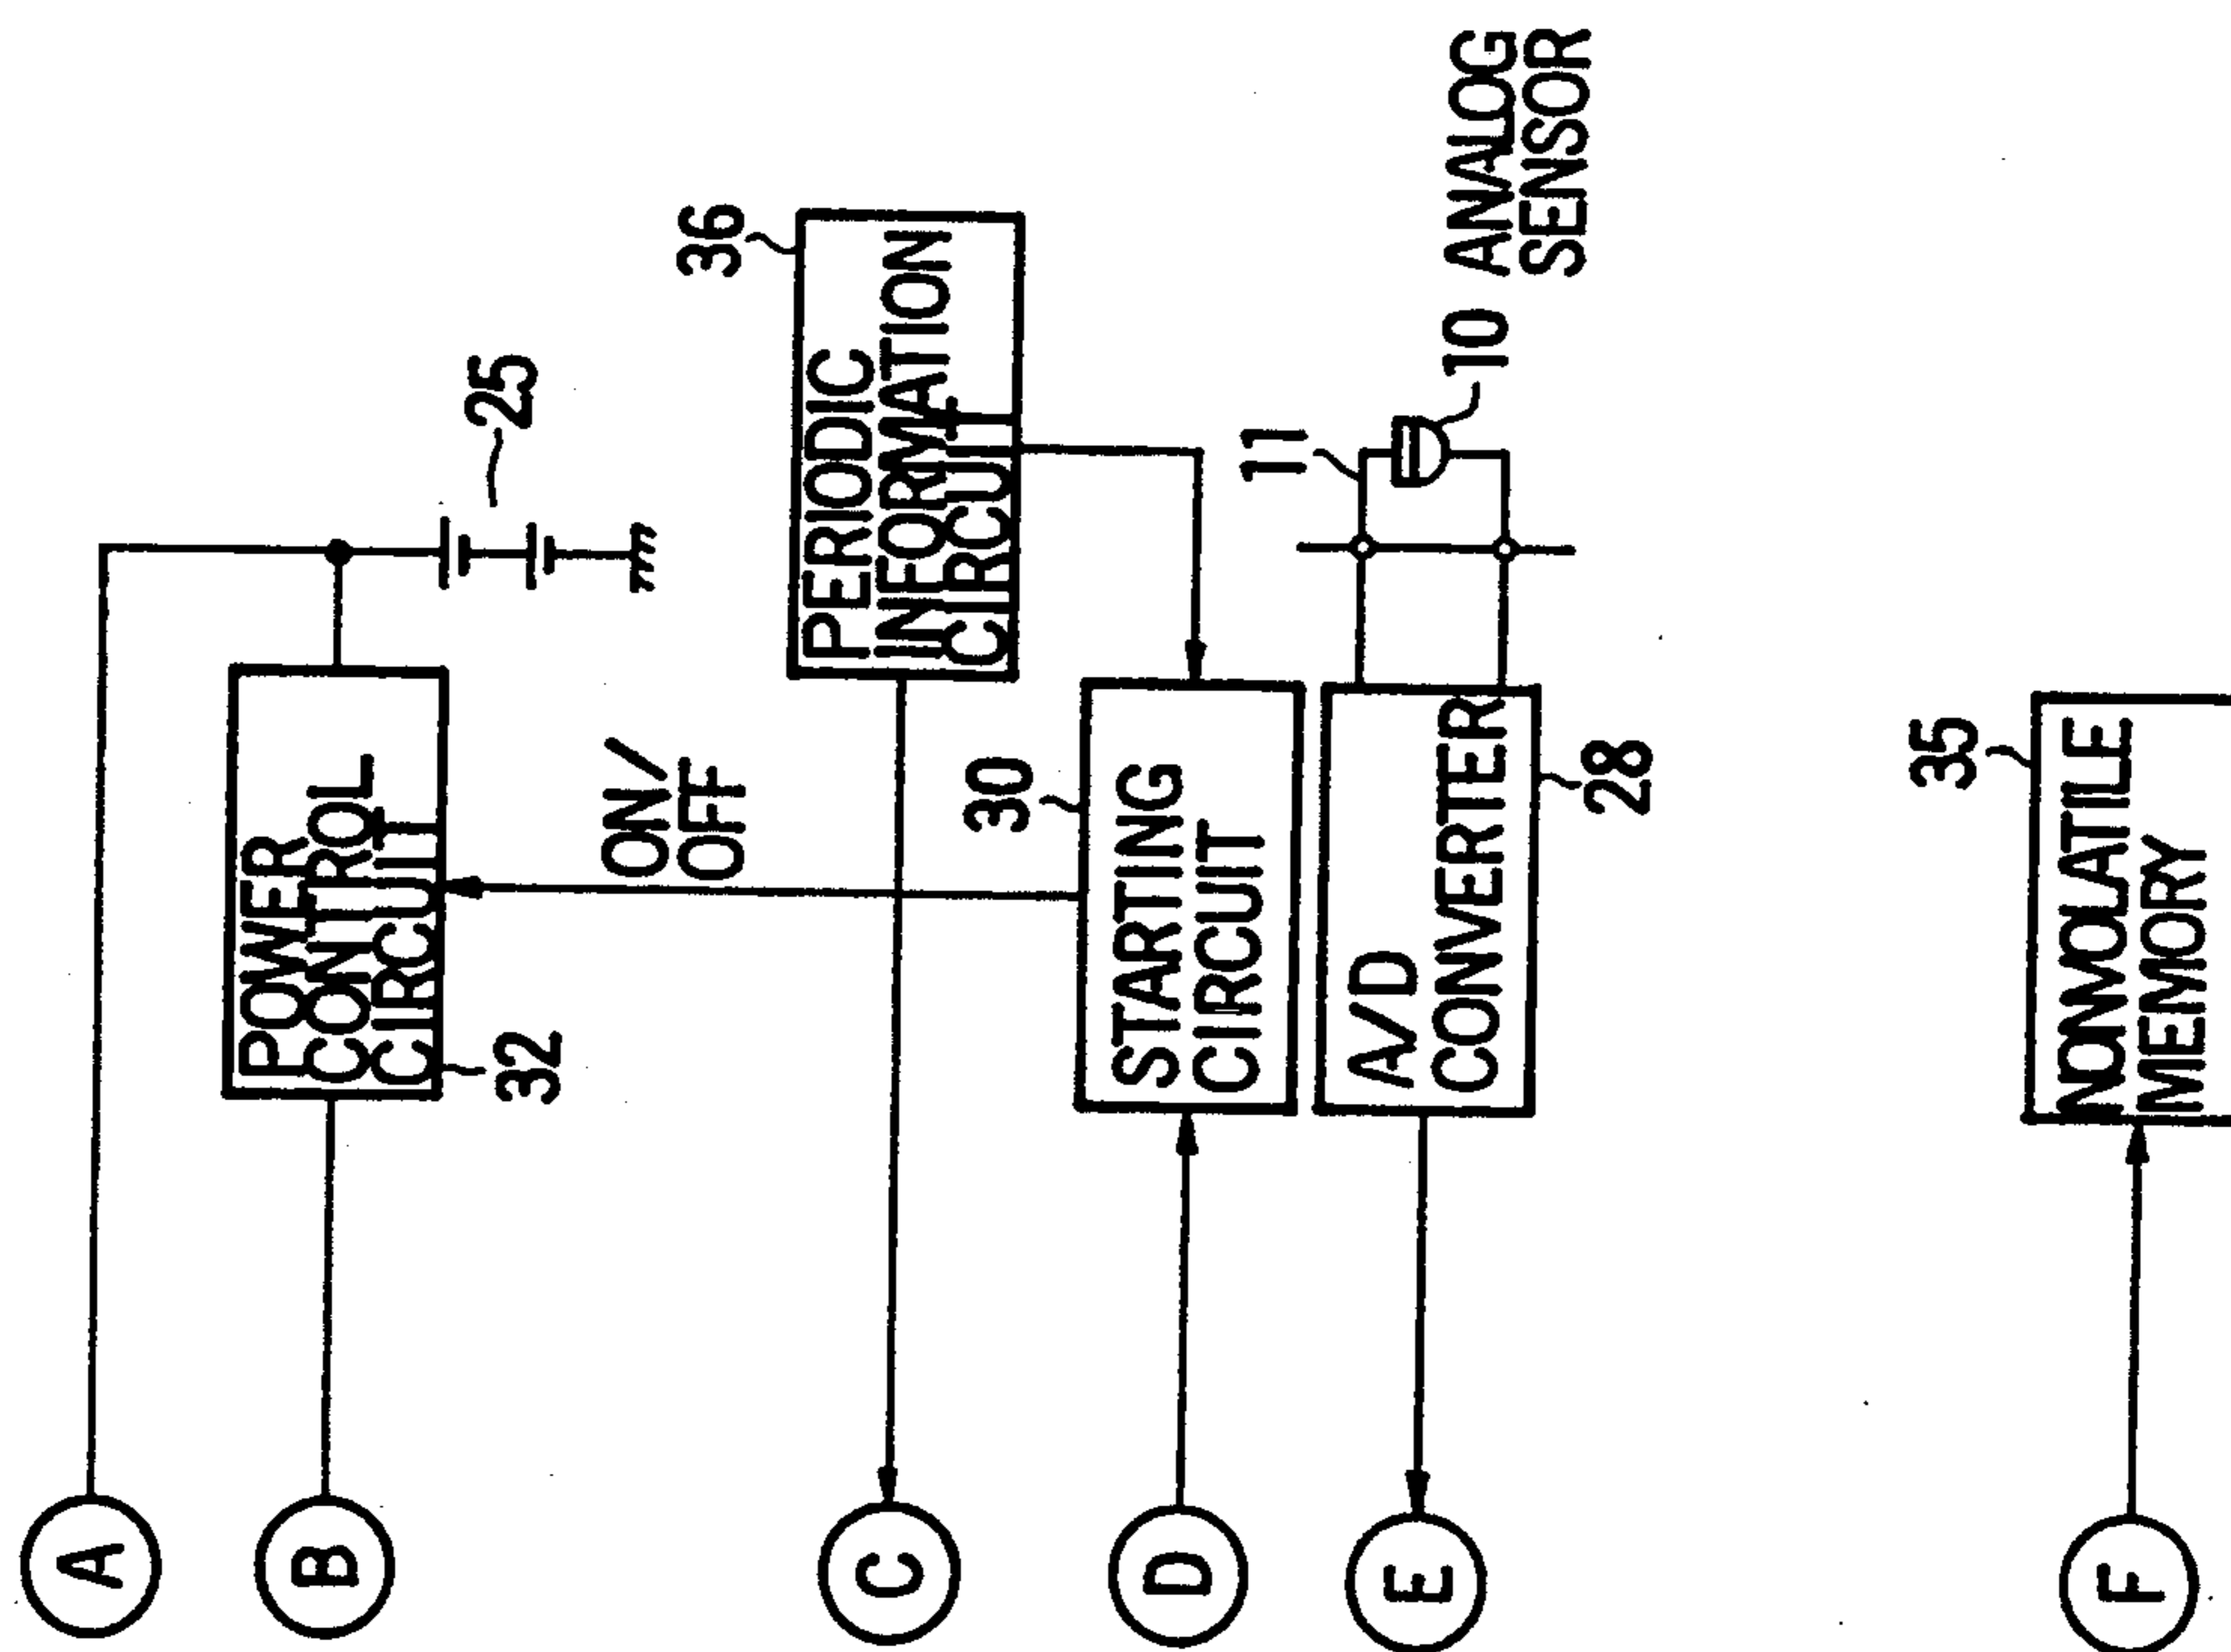 A
25
B
POWER
CONTROL
CIRCUIT
32
ON/
OFF
36
PERIODIC
INFORMATION
CIRCUIT
C
30
STARTING
CIRCUIT
D
11
10 ANALOG
SENSOR
A/D
CONVERTER
28
E
35
NONVOLATILE
MEMORY
F